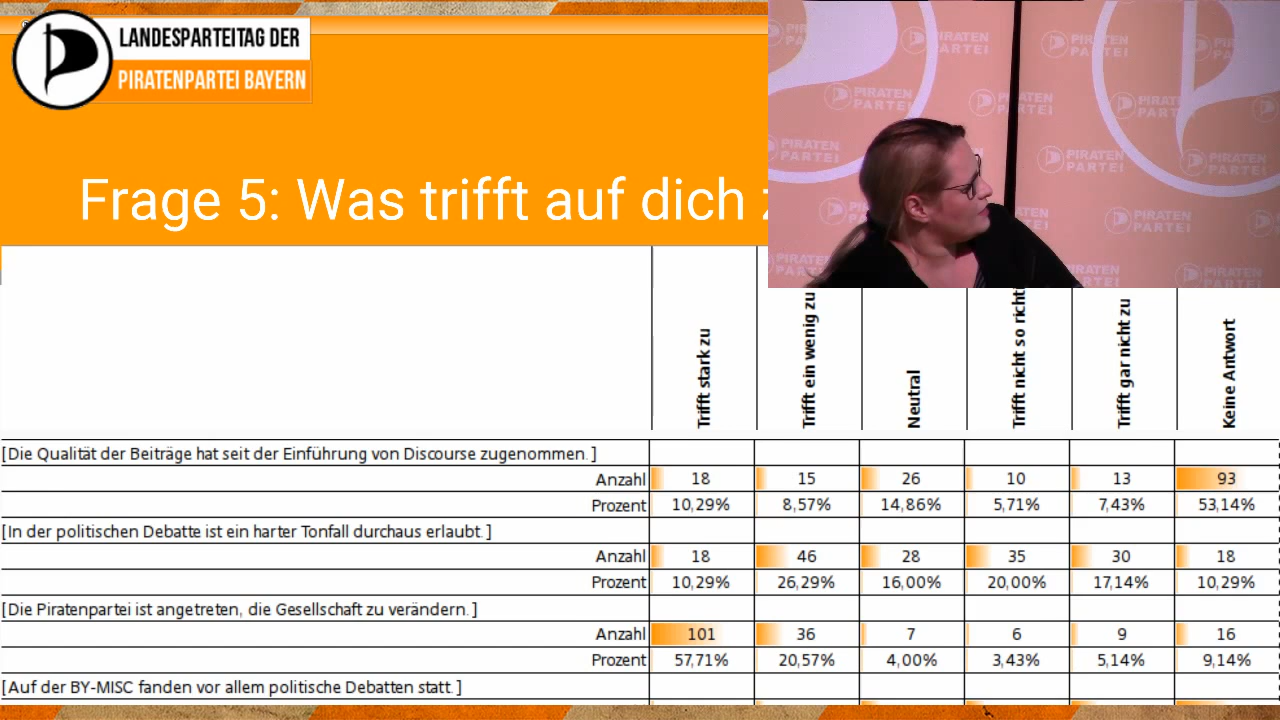 LANDESPARTEITAG DER
PIRATENPARTEI BAYERN
Frage 5: Was trifft auf dich
PIRATEN PARTEI
Trifft stark zu
Trifft ein wenig zu
Neutral
Trifft nicht so richti
Trifft gar nicht zu
Keine Antwort
[Die Qualität der Beiträge hat seit der Einführung von Discourse zugenommen.]
Anzahl 18 15 26 10 13 93
Prozent 10,29% 8,57% 14,86% 5,71% 7,43% 53,14%
[In der politischen Debatte ist ein harter Tonfall durchaus erlaubt.]
Anzahl 18 46 28 35 30 18
Prozent 10,29% 26,29% 16,00% 20,00% 17,14% 10,29%
[Die Piratenpartei ist angetreten, die Gesellschaft zu verändern.]
Anzahl 101 36 7 6 9 16
Prozent 57,71% 20,57% 4,00% 3,43% 5,14% 9,14%
[Auf der BY-MISC fanden vor allem politische Debatten statt.]